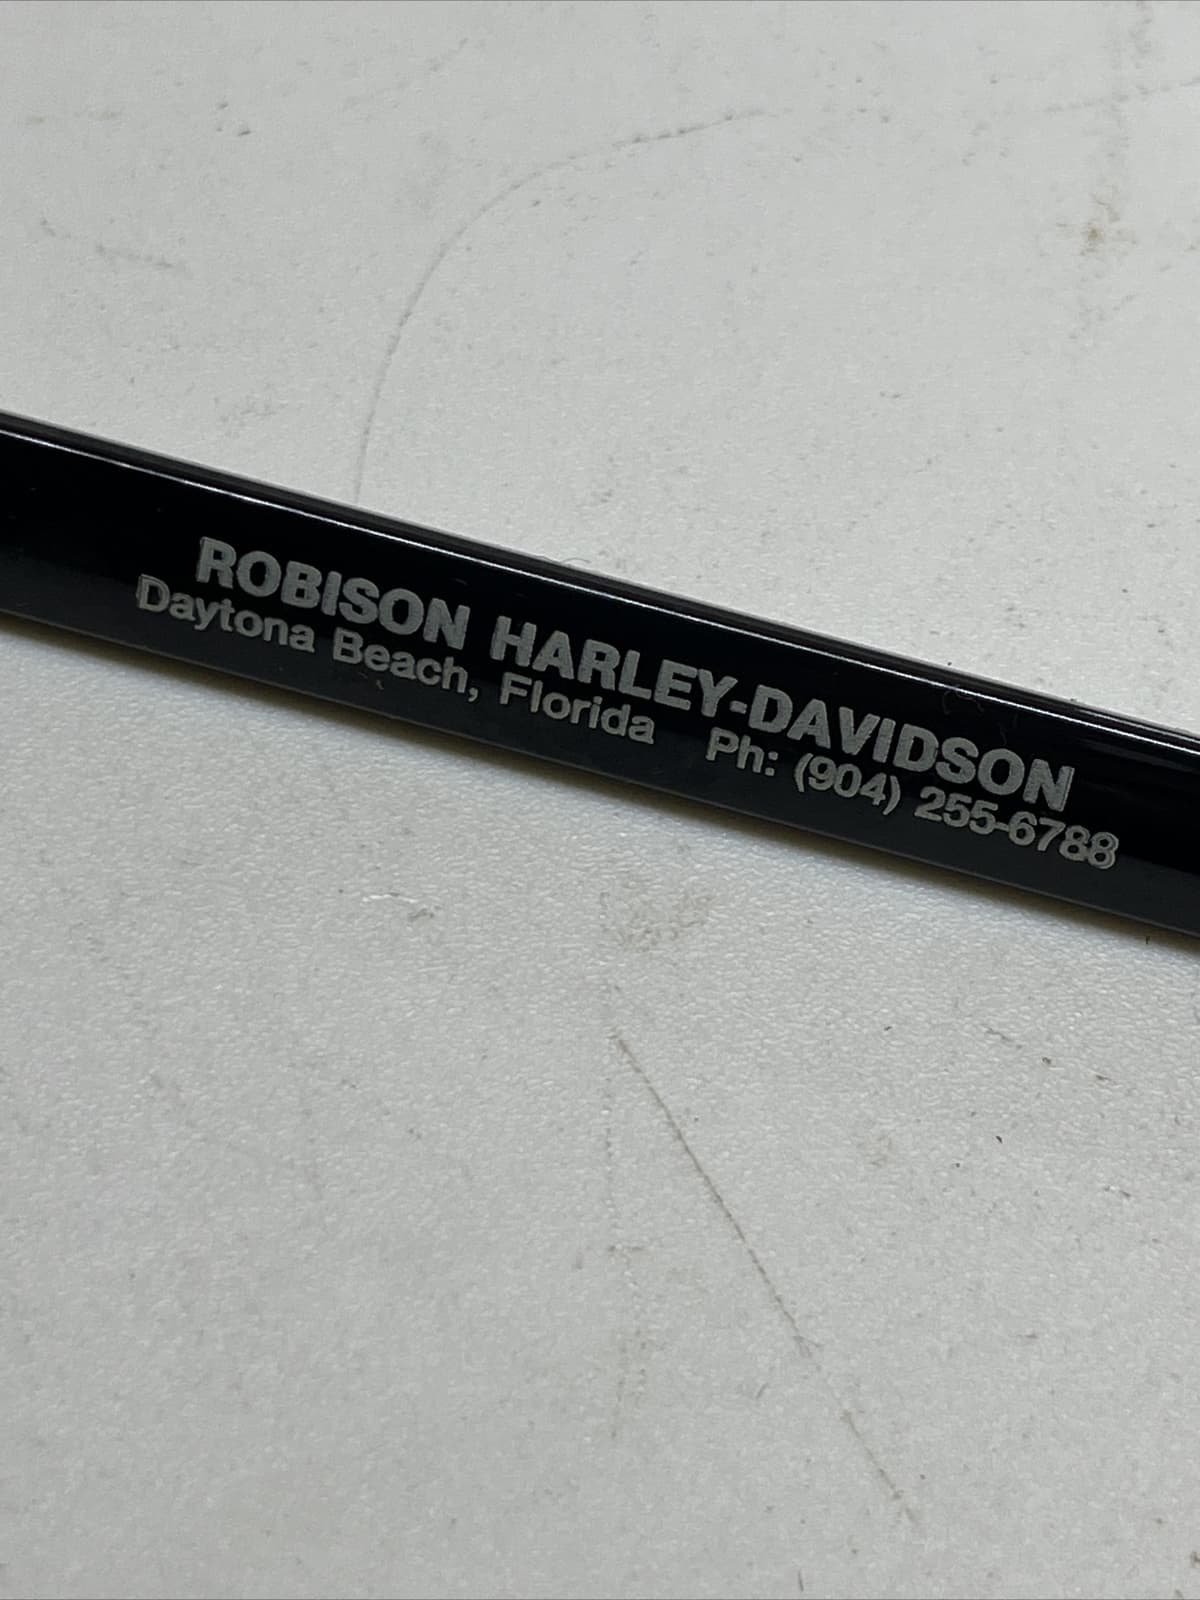 ROBISON HARLEY-DAVIDSON
Daytona Beach, Florida Ph: (904) 255-6788